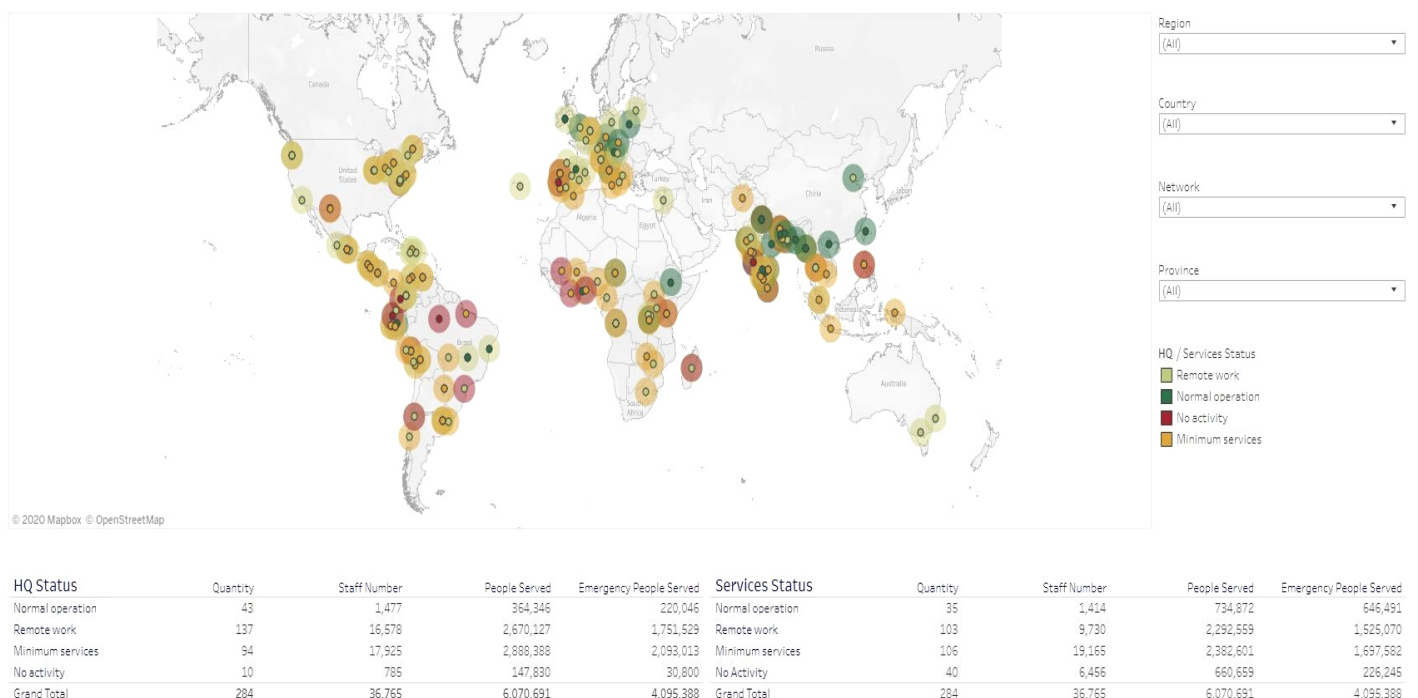 Region
(All)
Country
(All)
Network
(All)
Province
(All)
HQ / Services Status
Remote work
Normal operation
No activity
Minimum services
Russia
Canada
United
States
Turkey
Iran
China
Japan
Algeria
Egypt
Brazil
Indonesia
Australia
South
Africa
© 2020 Mapbox © OpenStreetMap
HQ Status Quantity Staff Number People Served Emergency People Served Services Status Quantity Staff Number People Served Emergency People Served
Normal operation 43 1,477 364,346 220,046 Normal operation 35 1,414 734,872 646,491
Remote work 137 16,578 2,670,127 1,751,529 Remote work 103 9,730 2,292,559 1,525,070
Minimum services 94 17,925 2,888,388 2,093,013 Minimum services 106 19,165 2,382,601 1,697,582
No activity 10 785 147,830 30,800 No Activity 40 6,456 660,659 226,245
Grand Total 284 36,765 6,070,691 4,095,388 Grand Total 284 36,765 6,070,691 4,095,388